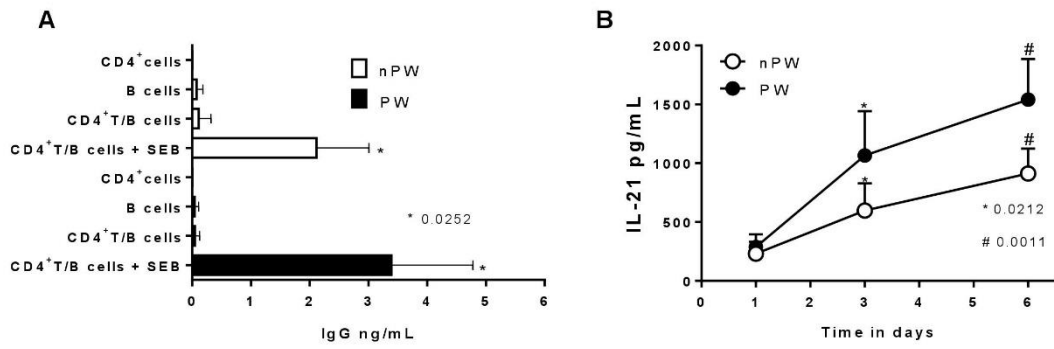 A
CD4⁺cells
B cells
CD4⁺T/B cells
CD4⁺T/B cells + SEB
CD4⁺cells
B cells
CD4⁺T/B cells
CD4⁺T/B cells + SEB
nPW
PW
*
* 0.0252
*
0 1 2 3 4 5 6
IgG ng/mL
B
nPW
PW
IL-21 pg/mL
2000
1500
1000
500
0
*
*
#
#
* 0.0212
# 0.0011
0 1 2 3 4 5 6
Time in days